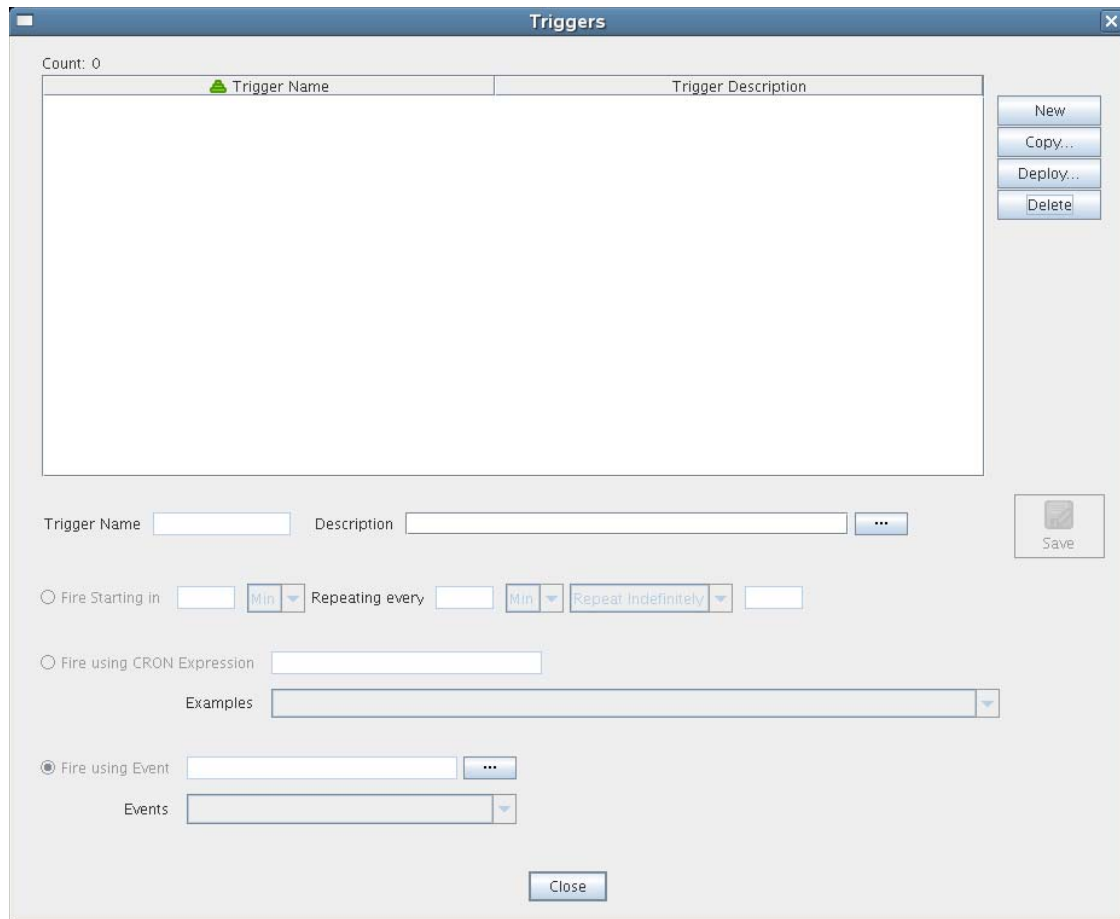 Triggers
Count: 0
Trigger Name Trigger Description
New
Copy...
Deploy...
Delete
Trigger Name Description ...
Save
Fire Starting in Min Repeating every Min Repeat Indefinitely
Fire using CRON Expression
Examples
Fire using Event ...
Events
Close